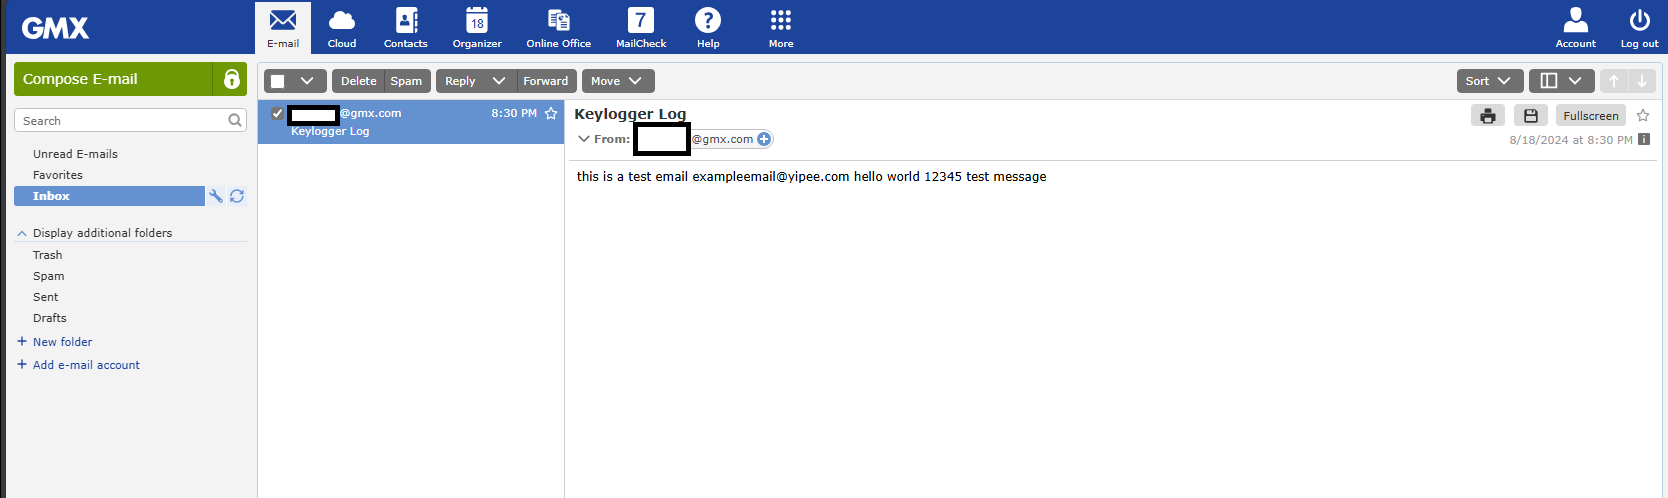 GMX
E-mail
Cloud
Contacts
18
Organizer
Online Office
7
MailCheck
Help
More
Account
Log out
Compose E-mail
Search
Unread E-mails
Favorites
Inbox
Display additional folders
Trash
Spam
Sent
Drafts
+ New folder
+ Add e-mail account
Delete
Spam
Reply
Forward
Move
Sort
@gmx.com 8:30 PM
Keylogger Log
Keylogger Log
Fullscreen
From: @gmx.com
8/18/2024 at 8:30 PM
this is a test email exampleemail@yipee.com hello world 12345 test message